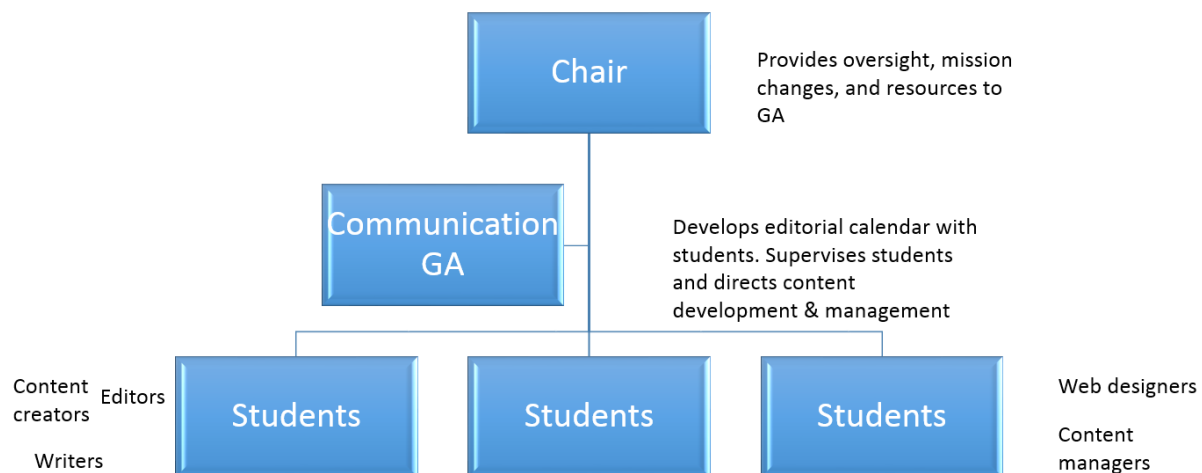 Chair
Provides oversight, mission
changes, and resources to
GA
Communication
GA
Develops editorial calendar with
students. Supervises students
and directs content
development & management
Content
creators
Editors
Writers
Students
Students
Students
Web designers
Content
managers